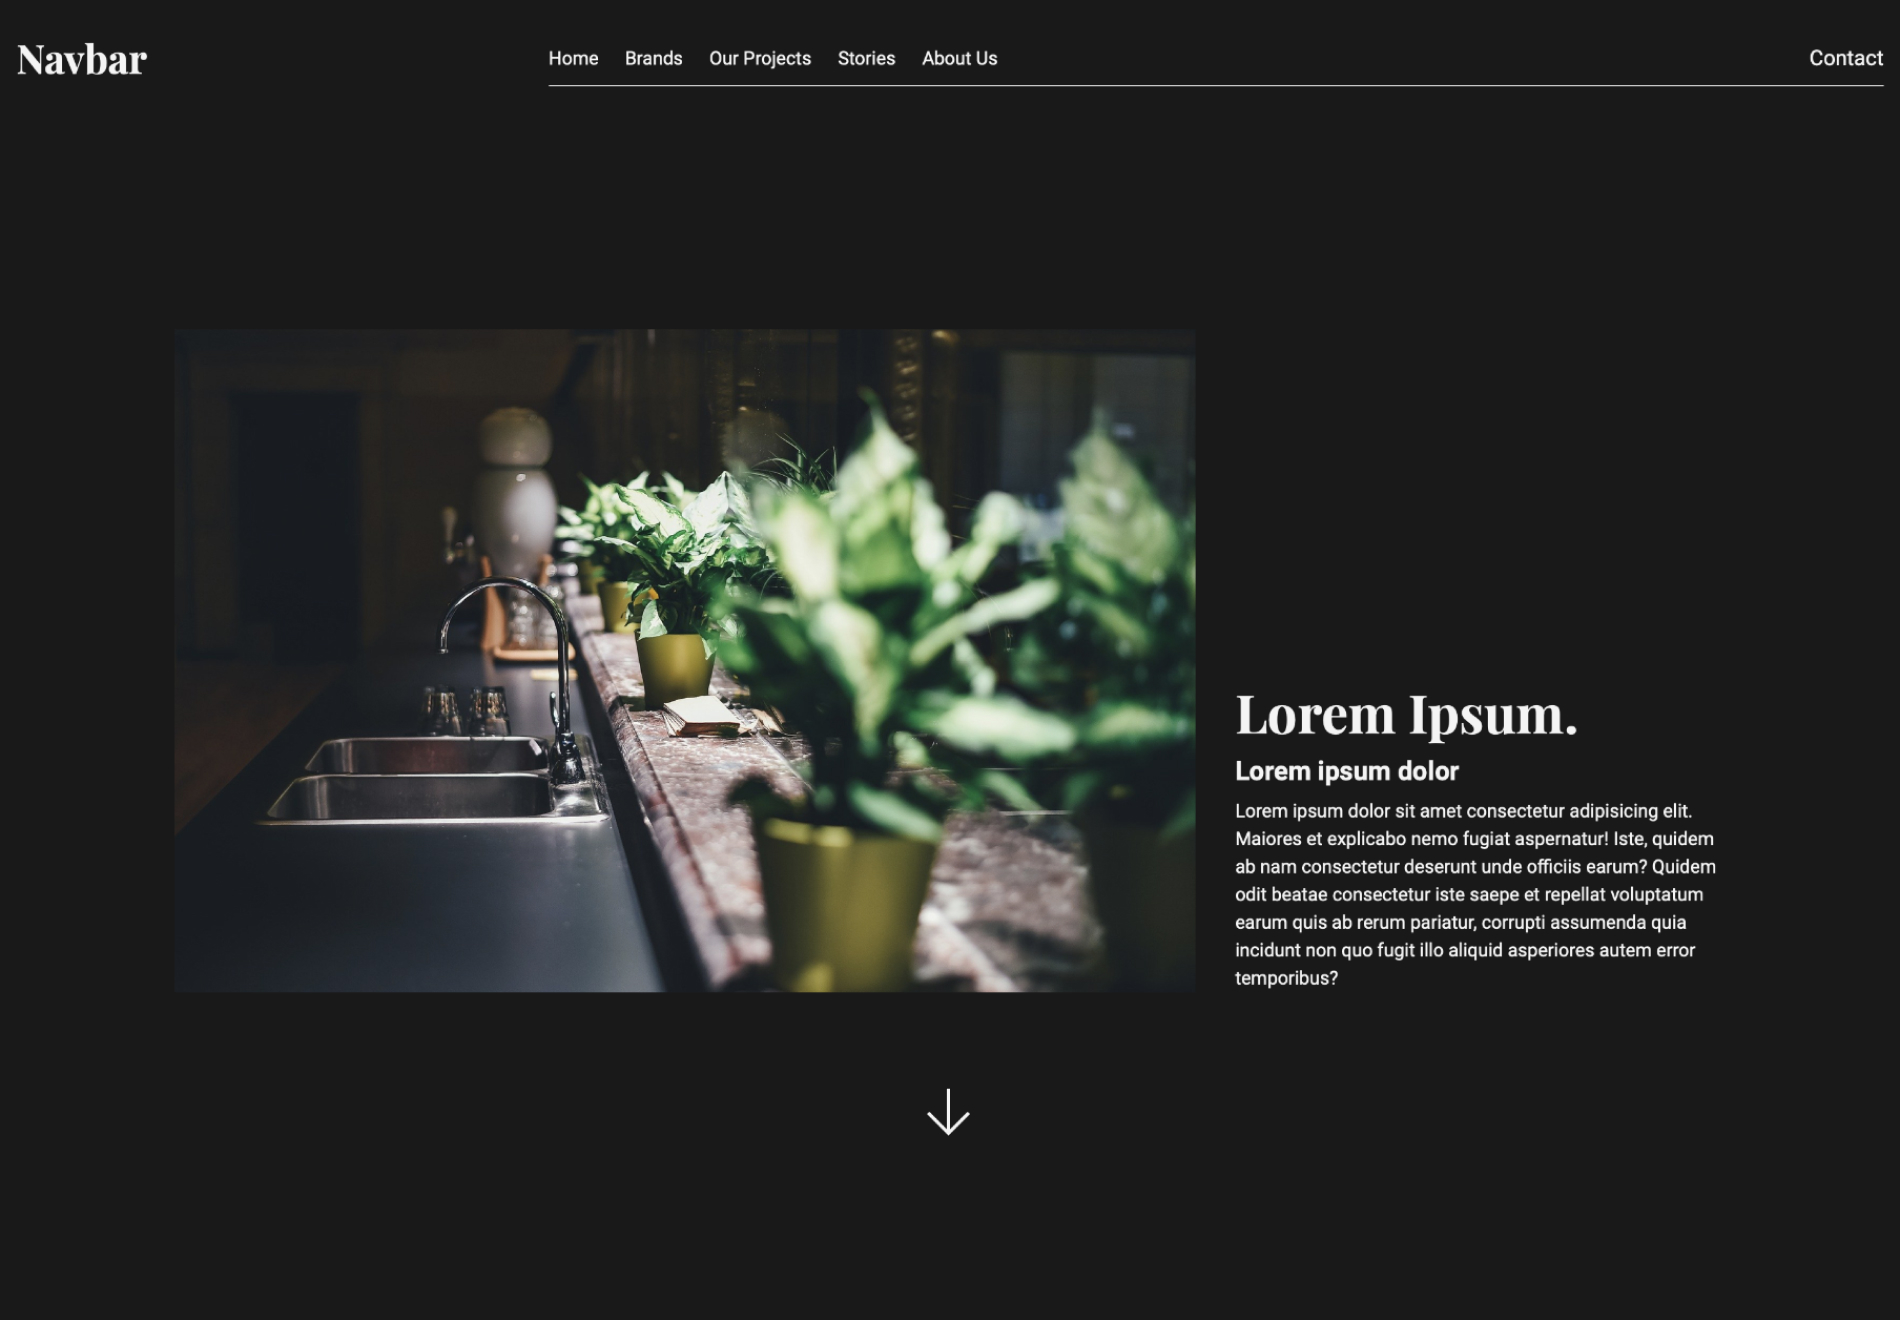 Navbar
Home Brands Our Projects Stories About Us Contact
Lorem Ipsum.
Lorem ipsum dolor
Lorem ipsum dolor sit amet consectetur adipisicing elit.
Maiores et explicabo nemo fugiat aspernatur! Iste, quidem
ab nam consectetur deserunt unde officiis earum? Quidem
odit beatae consectetur iste saepe et repellat voluptatum
earum quis ab rerum pariatur, corrupti assumenda quia
incidunt non quo fugit illo aliquid asperiores autem error
temporibus?